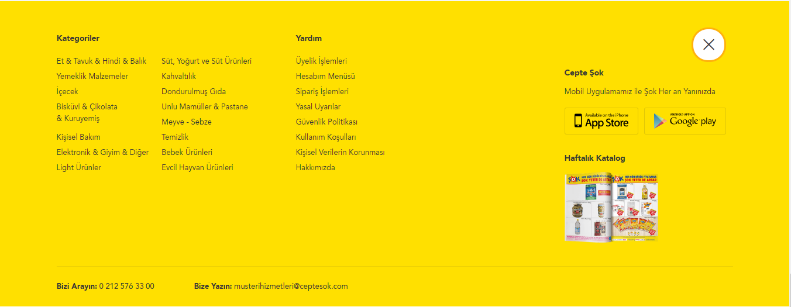 Kategoriler
Et & Tavuk & Hindi & Balık
Yemeklik Malzemeler
İçecek
Bisküvi & Çikolata
& Kuruyemiş
Kişisel Bakım
Elektronik & Giyim & Diğer
Light Ürünler
Süt, Yoğurt ve Süt Ürünleri
Kahvaltılık
Dondurulmuş Gıda
Unlu Mamüller & Pastane
Meyve - Sebze
Temizlik
Bebek Ürünleri
Evcil Hayvan Ürünleri
Yardım
Üyelik İşlemleri
Hesabım Menüsü
Sipariş İşlemleri
Yasal Uyarılar
Güvenlik Politikası
Kullanım Koşulları
Kişisel Verilerin Korunması
Hakkımızda
Cepte Şok
Mobil Uygulamamız İle Şok Her an Yanınızda
Available on the iPhone
App Store
Google play
Haftalık Katalog
ŞOK
Bizi Arayın: 0 212 576 33 00
Bize Yazın: musterihizmetleri@ceptesok.com